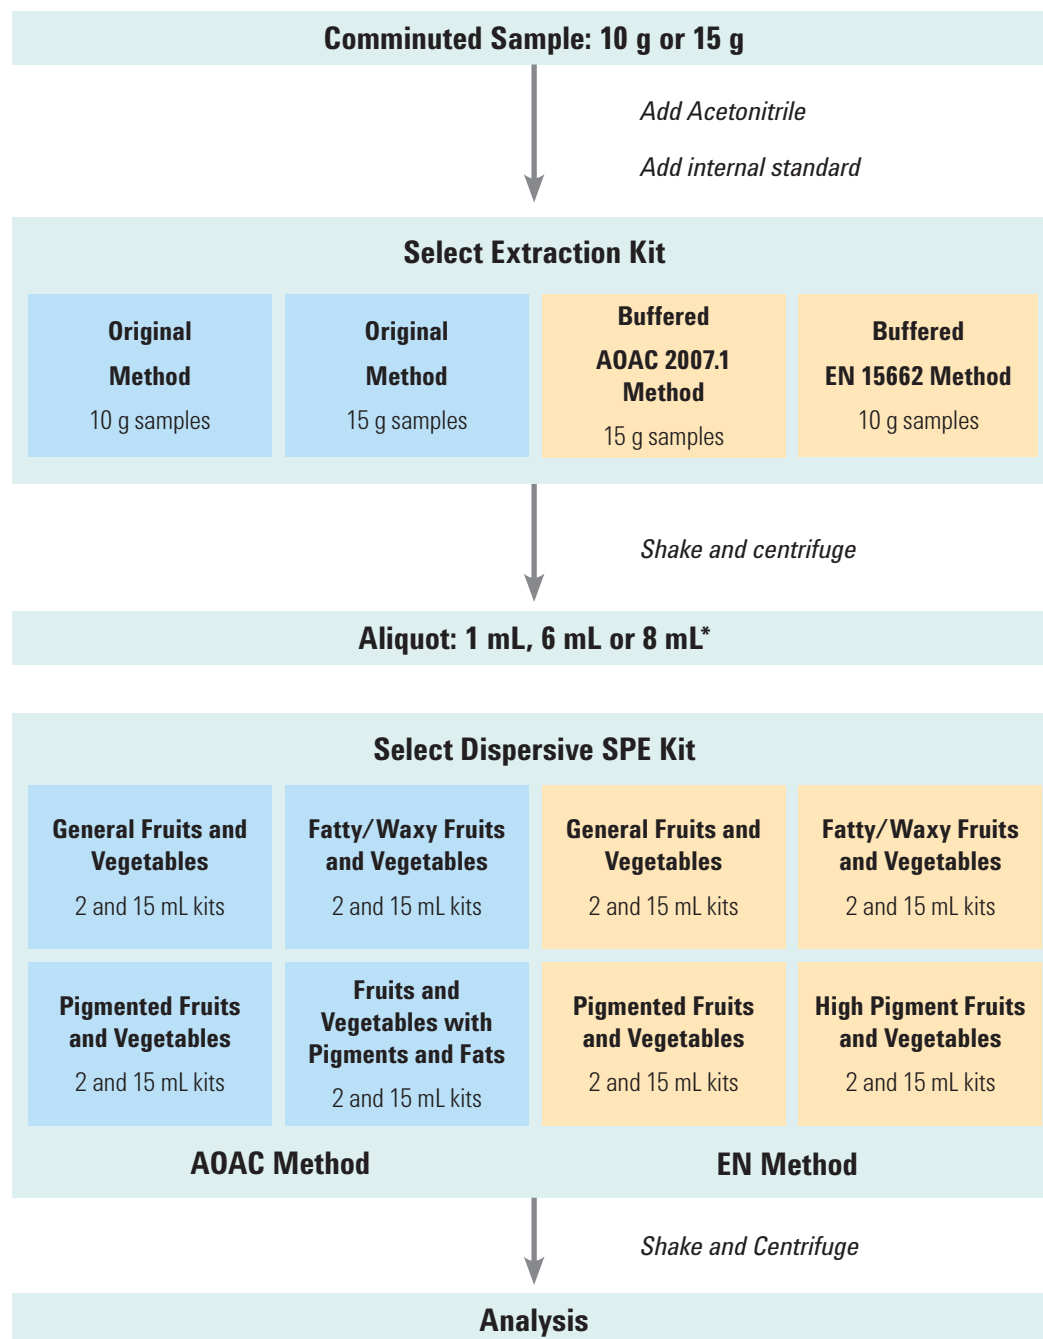 Comminuted Sample: 10 g or 15 g
Add Acetonitrile
Add internal standard
Select Extraction Kit
Original
Method
10 g samples
Original
Method
15 g samples
Buffered
AOAC 2007.1
Method
15 g samples
Buffered
EN 15662 Method
10 g samples
Shake and centrifuge
Aliquot: 1 mL, 6 mL or 8 mL*
Select Dispersive SPE Kit
General Fruits and
Vegetables
2 and 15 mL kits
Fatty/Waxy Fruits
and Vegetables
2 and 15 mL kits
General Fruits and
Vegetables
2 and 15 mL kits
Fatty/Waxy Fruits
and Vegetables
2 and 15 mL kits
Pigmented Fruits
and Vegetables
2 and 15 mL kits
Fruits and
Vegetables with
Pigments and Fats
2 and 15 mL kits
Pigmented Fruits
and Vegetables
2 and 15 mL kits
High Pigment Fruits
and Vegetables
2 and 15 mL kits
AOAC Method
EN Method
Shake and Centrifuge
Analysis